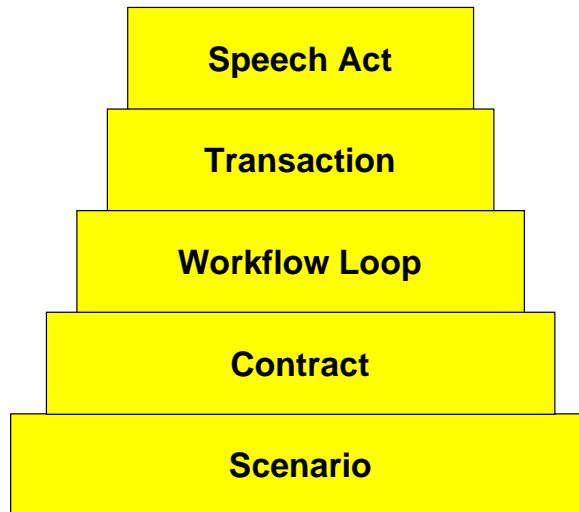 Speech Act
Transaction
Workflow Loop
Contract
Scenario